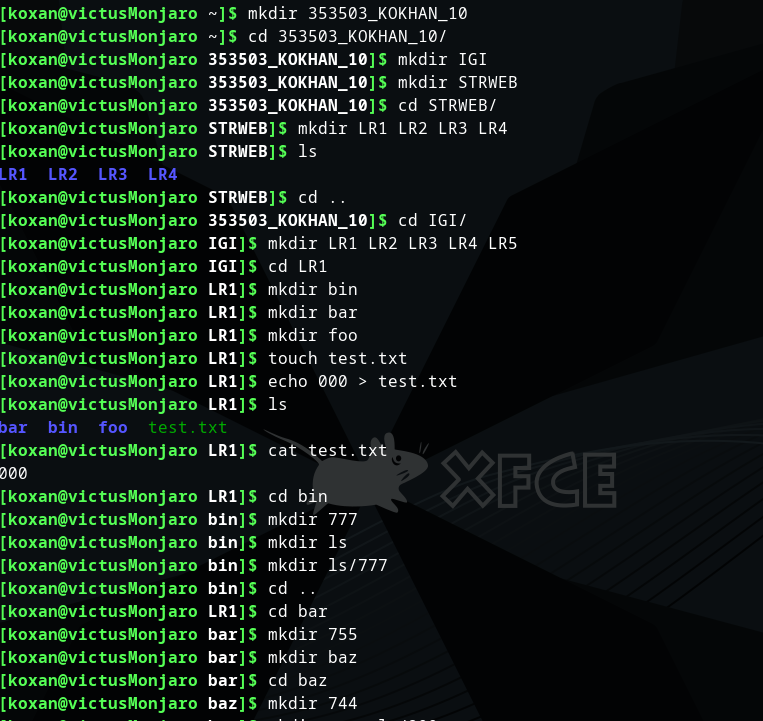 [koxan@victusMonjaro ~]$ mkdir 353503_KOKHAN_10
[koxan@victusMonjaro ~]$ cd 353503_KOKHAN_10/
[koxan@victusMonjaro 353503_KOKHAN_10]$ mkdir IGI
[koxan@victusMonjaro 353503_KOKHAN_10]$ mkdir STRWEB
[koxan@victusMonjaro 353503_KOKHAN_10]$ cd STRWEB/
[koxan@victusMonjaro STRWEB]$ mkdir LR1 LR2 LR3 LR4
[koxan@victusMonjaro STRWEB]$ ls
LR1  LR2  LR3  LR4
[koxan@victusMonjaro STRWEB]$ cd ..
[koxan@victusMonjaro 353503_KOKHAN_10]$ cd IGI/
[koxan@victusMonjaro IGI]$ mkdir LR1 LR2 LR3 LR4 LR5
[koxan@victusMonjaro IGI]$ cd LR1
[koxan@victusMonjaro LR1]$ mkdir bin
[koxan@victusMonjaro LR1]$ mkdir bar
[koxan@victusMonjaro LR1]$ mkdir foo
[koxan@victusMonjaro LR1]$ touch test.txt
[koxan@victusMonjaro LR1]$ echo 000 > test.txt
[koxan@victusMonjaro LR1]$ ls
bar  bin  foo  test.txt
[koxan@victusMonjaro LR1]$ cat test.txt
000
XFCE
[koxan@victusMonjaro LR1]$ cd bin
[koxan@victusMonjaro bin]$ mkdir 777
[koxan@victusMonjaro bin]$ mkdir ls
[koxan@victusMonjaro bin]$ mkdir ls/777
[koxan@victusMonjaro bin]$ cd ..
[koxan@victusMonjaro LR1]$ cd bar
[koxan@victusMonjaro bar]$ mkdir 755
[koxan@victusMonjaro bar]$ mkdir baz
[koxan@victusMonjaro bar]$ cd baz
[koxan@victusMonjaro baz]$ mkdir 744